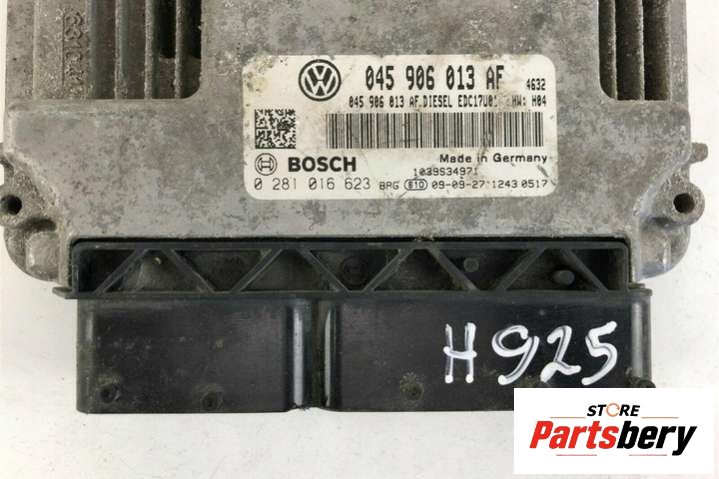 045 906 013 AF 4632
045 906 013 AF DIESEL EDC17U01 HW: H04
BOSCH Made in Germany
1039S34971
0 281 016 623 BPG 610 09-09-27 1243 0517
H925
STORE
Partsbery